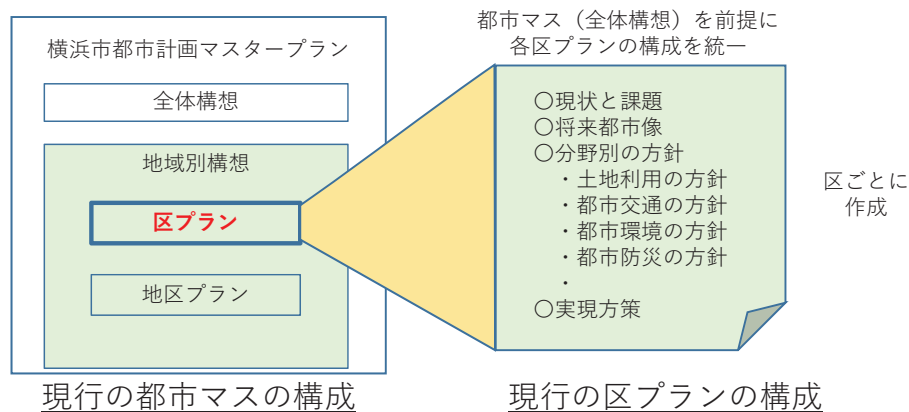 横浜市都市計画マスタープラン
全体構想
地域別構想
区プラン
地区プラン
現行の都市マスの構成
都市マス（全体構想）を前提に
各区プランの構成を統一
〇現状と課題
〇将来都市像
〇分野別の方針
・土地利用の方針
・都市交通の方針
・都市環境の方針
・都市防災の方針
・
〇実現方策
区ごとに
作成
現行の区プランの構成